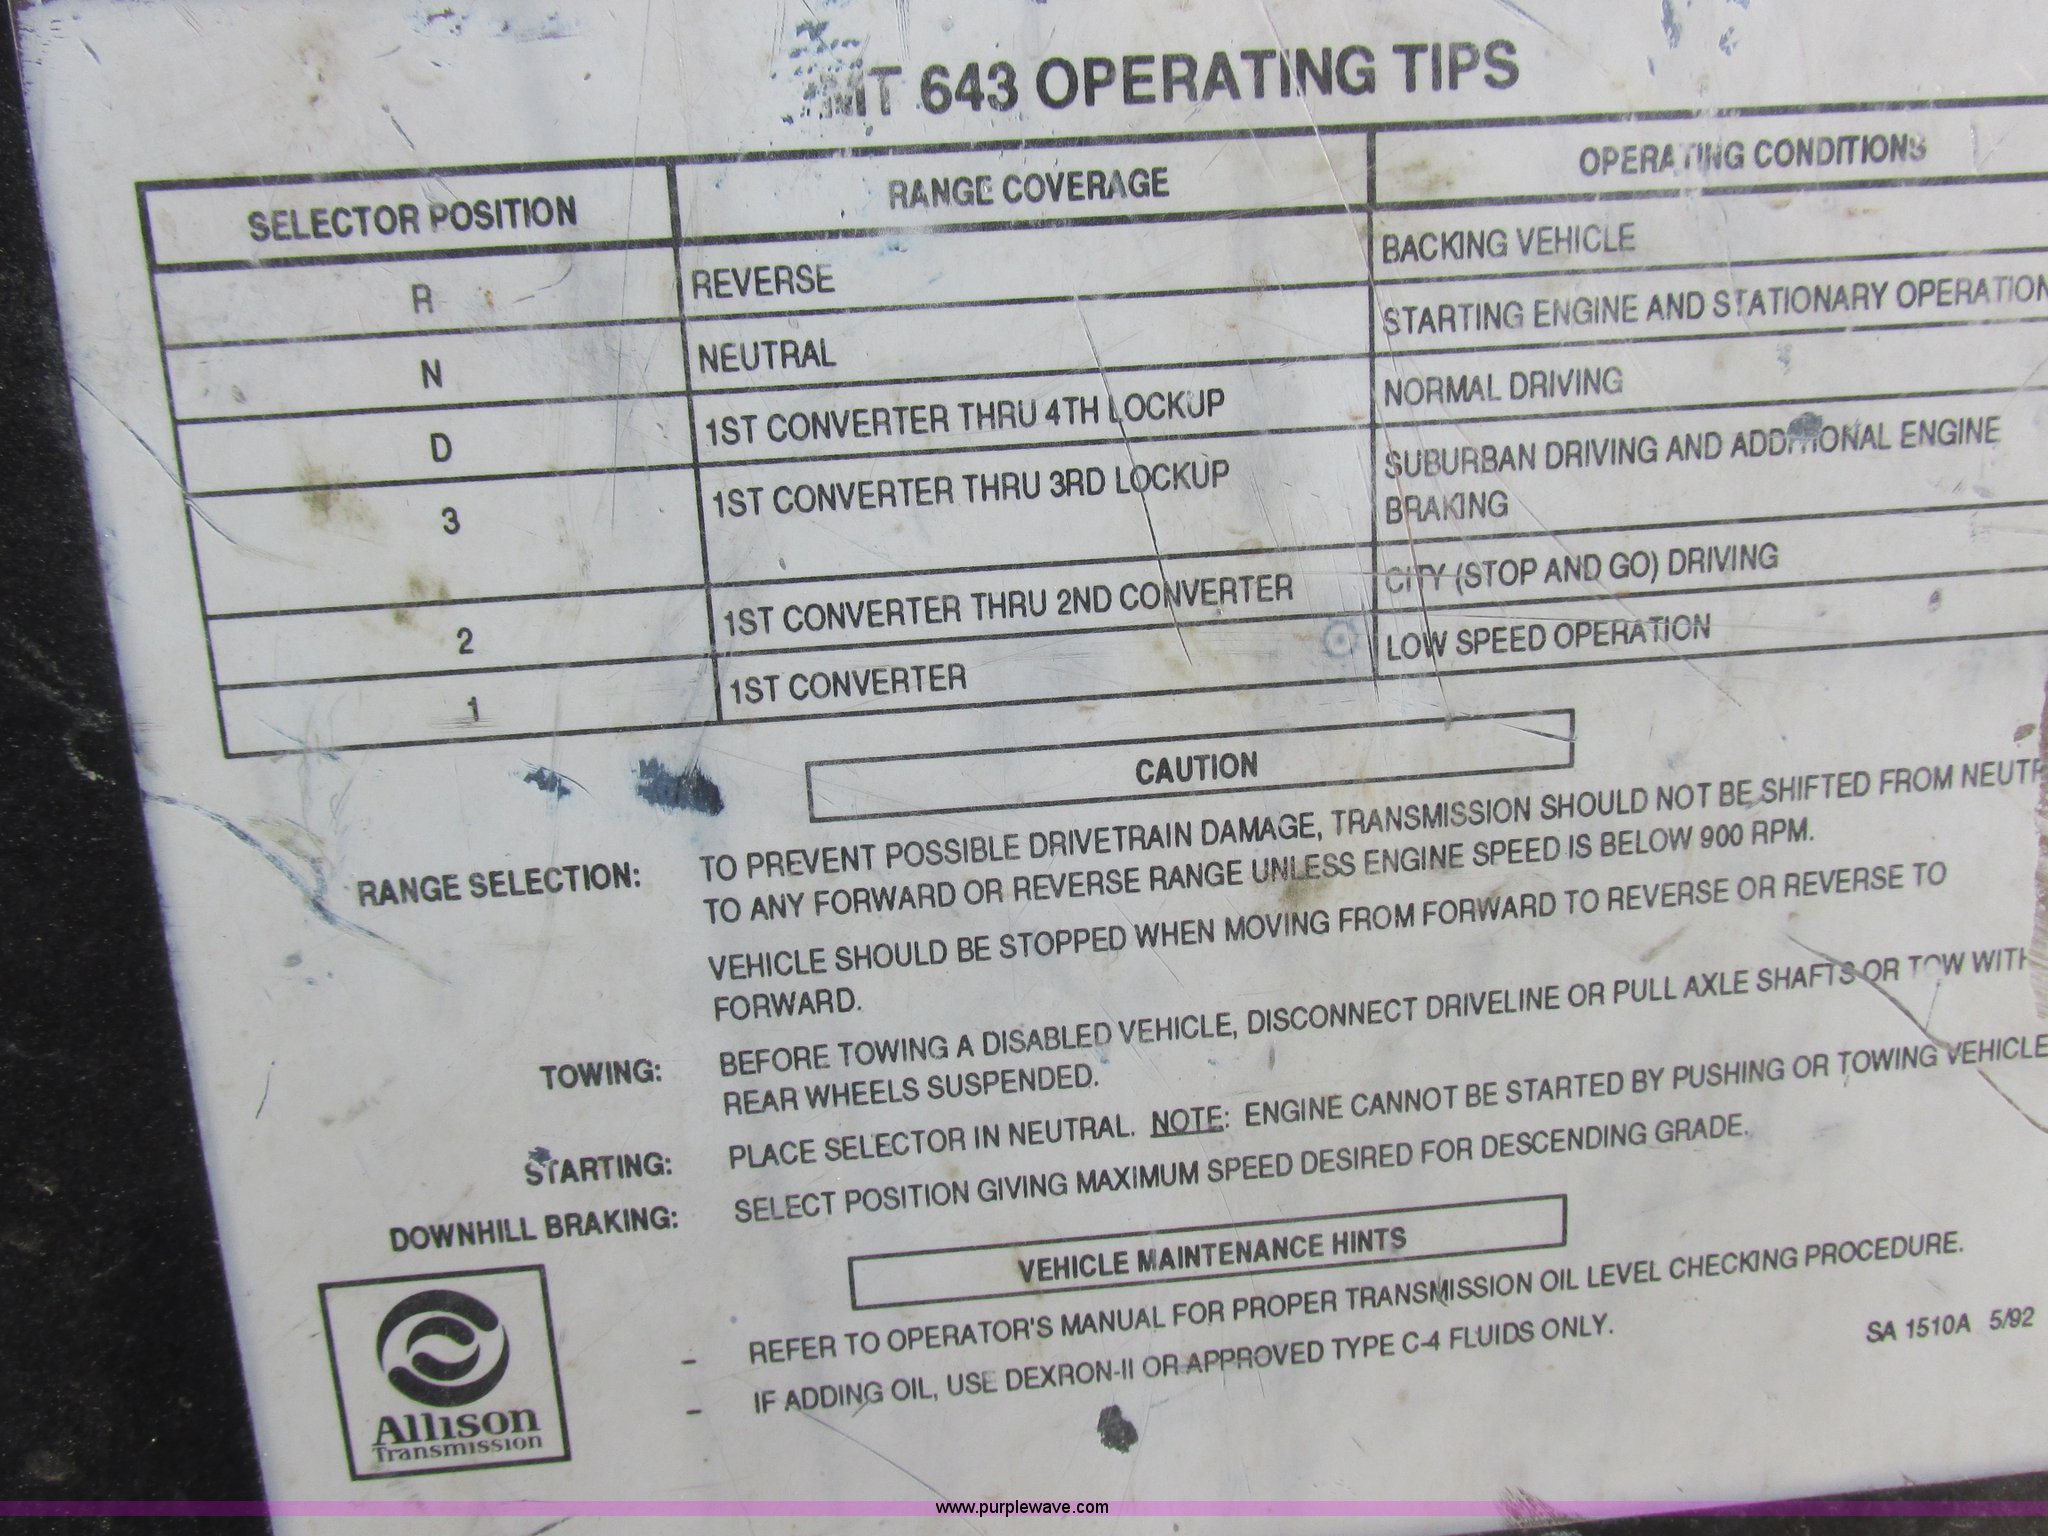 MT 643 OPERATING TIPS
SELECTOR POSITION RANGE COVERAGE OPERATING CONDITIONS
R REVERSE BACKING VEHICLE
N NEUTRAL STARTING ENGINE AND STATIONARY OPERATION
D 1ST CONVERTER THRU 4TH LOCKUP NORMAL DRIVING
3 1ST CONVERTER THRU 3RD LOCKUP SUBURBAN DRIVING AND ADDITIONAL ENGINE
BRAKING
2 1ST CONVERTER THRU 2ND CONVERTER CITY (STOP AND GO) DRIVING
1 1ST CONVERTER LOW SPEED OPERATION
CAUTION
RANGE SELECTION: TO PREVENT POSSIBLE DRIVETRAIN DAMAGE, TRANSMISSION SHOULD NOT BE SHIFTED FROM NEUTR
TO ANY FORWARD OR REVERSE RANGE UNLESS ENGINE SPEED IS BELOW 900 RPM.
VEHICLE SHOULD BE STOPPED WHEN MOVING FROM FORWARD TO REVERSE OR REVERSE TO
FORWARD.
TOWING: BEFORE TOWING A DISABLED VEHICLE, DISCONNECT DRIVELINE OR PULL AXLE SHAFTS OR TOW WITH
REAR WHEELS SUSPENDED.
STARTING: PLACE SELECTOR IN NEUTRAL. NOTE: ENGINE CANNOT BE STARTED BY PUSHING OR TOWING VEHICLE
DOWNHILL BRAKING: SELECT POSITION GIVING MAXIMUM SPEED DESIRED FOR DESCENDING GRADE.
VEHICLE MAINTENANCE HINTS
- REFER TO OPERATOR'S MANUAL FOR PROPER TRANSMISSION OIL LEVEL CHECKING PROCEDURE.
- IF ADDING OIL, USE DEXRON-II OR APPROVED TYPE C-4 FLUIDS ONLY.
SA 1510A 5/92
Allison
Transmission
www.purplewave.com